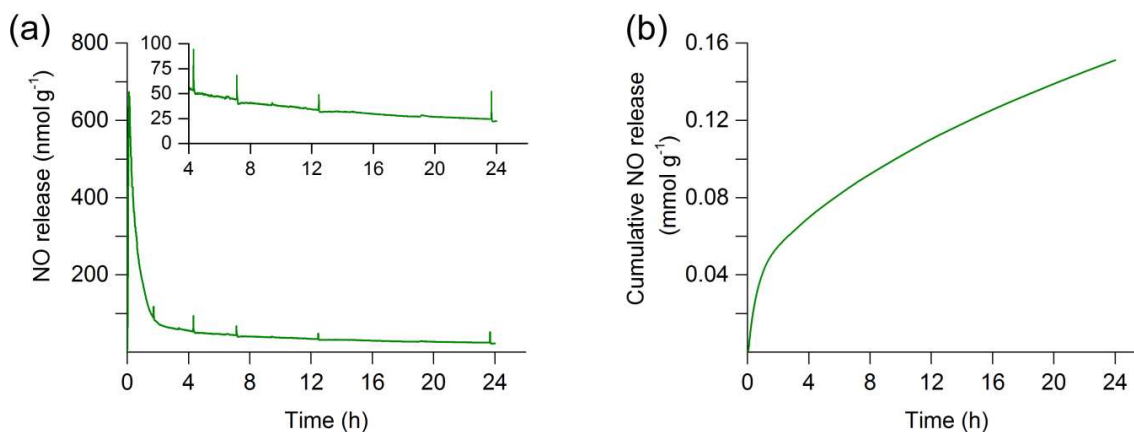 (a)
NO release (nmol g⁻¹)
800
600
400
200
0 4 8 12 16 20 24
Time (h)
100
75
50
25
0
4 8 12 16 20 24
(b)
Cumulative NO release
(mmol g⁻¹)
0.16
0.12
0.08
0.04
0 4 8 12 16 20 24
Time (h)